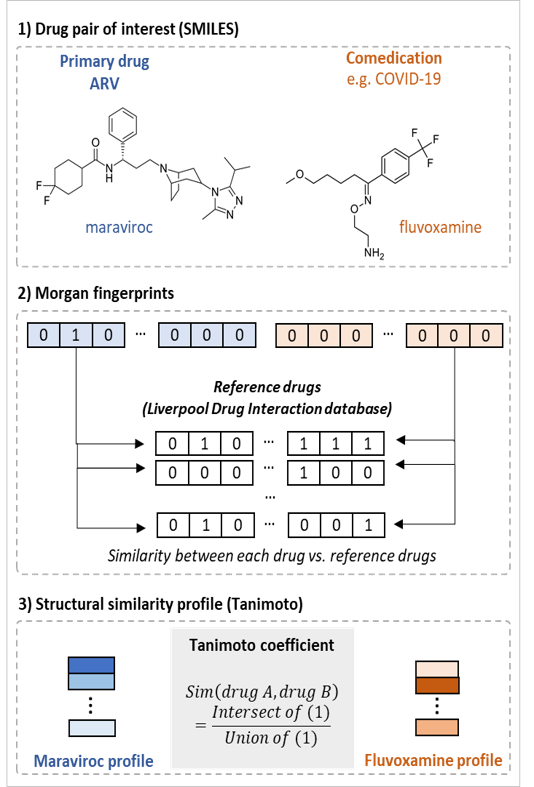 1) Drug pair of interest (SMILES)
Primary drug
ARV
Comedication
e.g. COVID-19
O
N
H
F
F
N
N
N
N
CH3
maraviroc
F
F
F
O
N
O
NH2
fluvoxamine
2) Morgan fingerprints
0 1 0 ... 0 0 0 0 0 0 ... 0 0 0
Reference drugs
(Liverpool Drug Interaction database)
0 1 0 ... 1 1 1
0 0 0 ... 1 0 0
...
0 1 0 ... 0 0 1
Similarity between each drug vs. reference drugs
3) Structural similarity profile (Tanimoto)
Tanimoto coefficient
Sim(drug A, drug B)
= Intersect of (1)
Union of (1)
Maraviroc profile
Fluvoxamine profile